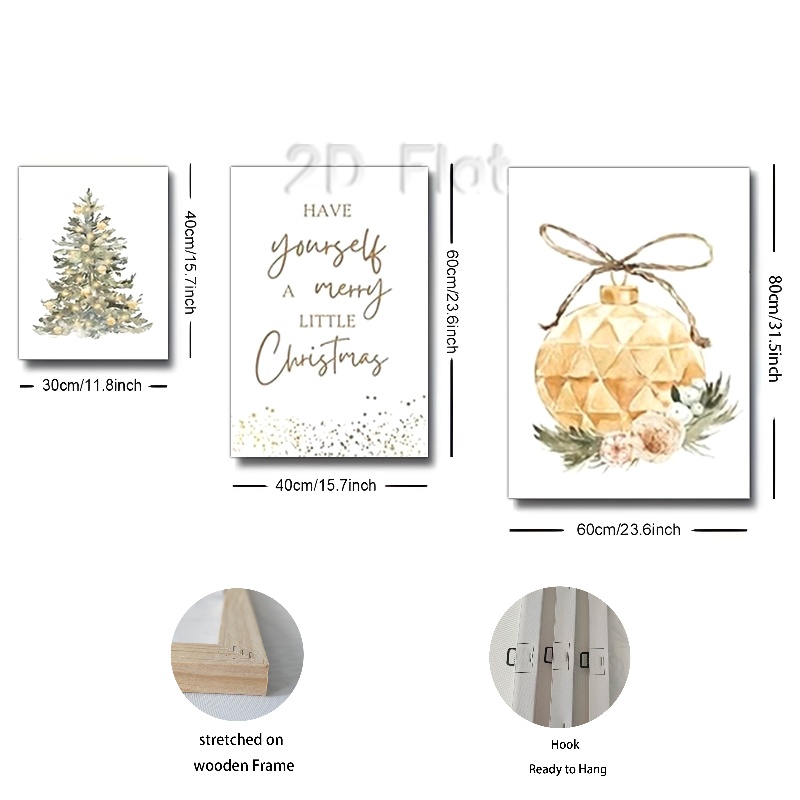 2D Flat
HAVE
yourself
A merry
LITTLE
Christmas
40cm/15.7inch
60cm/23.6inch
80cm/31.5inch
30cm/11.8inch
40cm/15.7inch
60cm/23.6inch
stretched on
wooden Frame
Hook
Ready to Hang